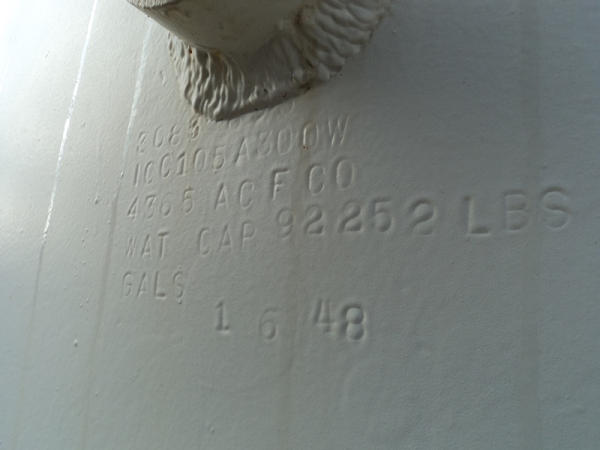 ICC105A300W
4365 ACF CO
WAT CAP 92252 LBS
GALS
1 6 48